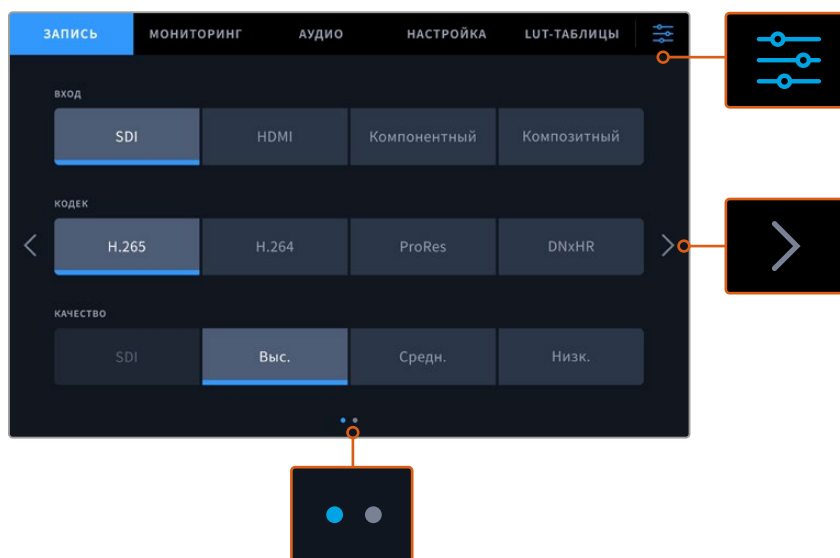 ЗАПИСЬ МОНИТОРИНГ АУДИО НАСТРОЙКА LUT-ТАБЛИЦЫ
ВХОД
SDI HDMI Компонентный Композитный
КОДЕК
H.265 H.264 ProRes DNxHR
КАЧЕСТВО
SDI Выс. Средн. Низк.